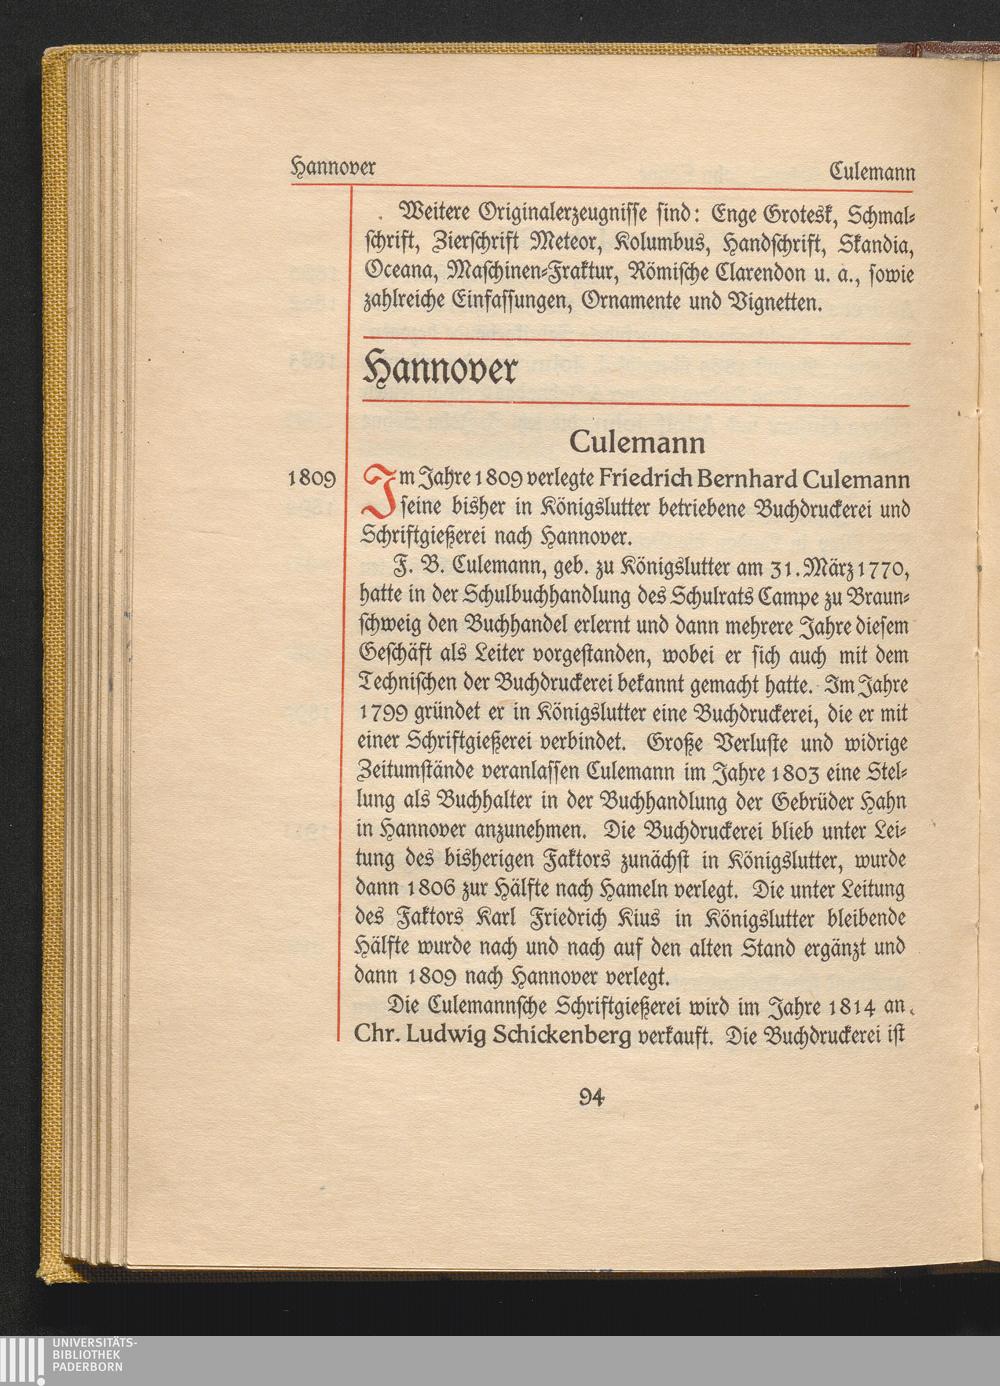 Hannover Culemann
Weitere Originalerzeugnisse sind: Enge Grotesk, Schmal-
schrift, Zierschrift Meteor, Kolumbus, Handschrift, Skandia,
Oceana, Maschinen-Fraktur, Römische Clarendon u. a., sowie
zahlreiche Einfassungen, Ornamente und Vignetten.
Hannover
Culemann
1809 Im Jahre 1809 verlegte Friedrich Bernhard Culemann
seine bisher in Königslutter betriebene Buchdruckerei und
Schriftgießerei nach Hannover.
F. B. Culemann, geb. zu Königslutter am 31. März 1770,
hatte in der Schulbuchhandlung des Schulrats Campe zu Braun-
schweig den Buchhandel erlernt und dann mehrere Jahre diesem
Geschäft als Leiter vorgestanden, wobei er sich auch mit dem
Technischen der Buchdruckerei bekannt gemacht hatte. Im Jahre
1799 gründet er in Königslutter eine Buchdruckerei, die er mit
einer Schriftgießerei verbindet. Große Verluste und widrige
Zeitumstände veranlassen Culemann im Jahre 1803 eine Stel-
lung als Buchhalter in der Buchhandlung der Gebrüder Hahn
in Hannover anzunehmen. Die Buchdruckerei blieb unter Lei-
tung des bisherigen Faktors zunächst in Königslutter, wurde
dann 1806 zur Hälfte nach Hameln verlegt. Die unter Leitung
des Faktors Karl Friedrich Kius in Königslutter bleibende
Hälfte wurde nach und nach auf den alten Stand ergänzt und
dann 1809 nach Hannover verlegt.
Die Culemannsche Schriftgießerei wird im Jahre 1814 an
Chr. Ludwig Schickenberg verkauft. Die Buchdruckerei ist
94
UNIVERSITÄTS-
BIBLIOTHEK
PADERBORN